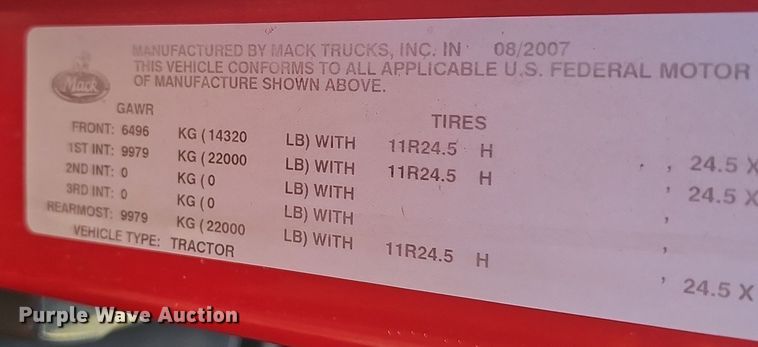 MANUFACTURED BY MACK TRUCKS, INC. IN 08/2007
THIS VEHICLE CONFORMS TO ALL APPLICABLE U.S. FEDERAL MOTOR
OF MANUFACTURE SHOWN ABOVE.
Mack
GAWR TIRES
FRONT: 6496 KG (14320 LB) WITH 11R24.5 H , 24.5 X
1ST INT: 9979 KG (22000 LB) WITH 11R24.5 H , 24.5 X
2ND INT: 0 KG (0 LB) WITH ,
3RD INT: 0 KG (0 LB) WITH ,
REARMOST: 9979 KG (22000 LB) WITH 11R24.5 H , 24.5 X
VEHICLE TYPE: TRACTOR
Purple Wave Auction